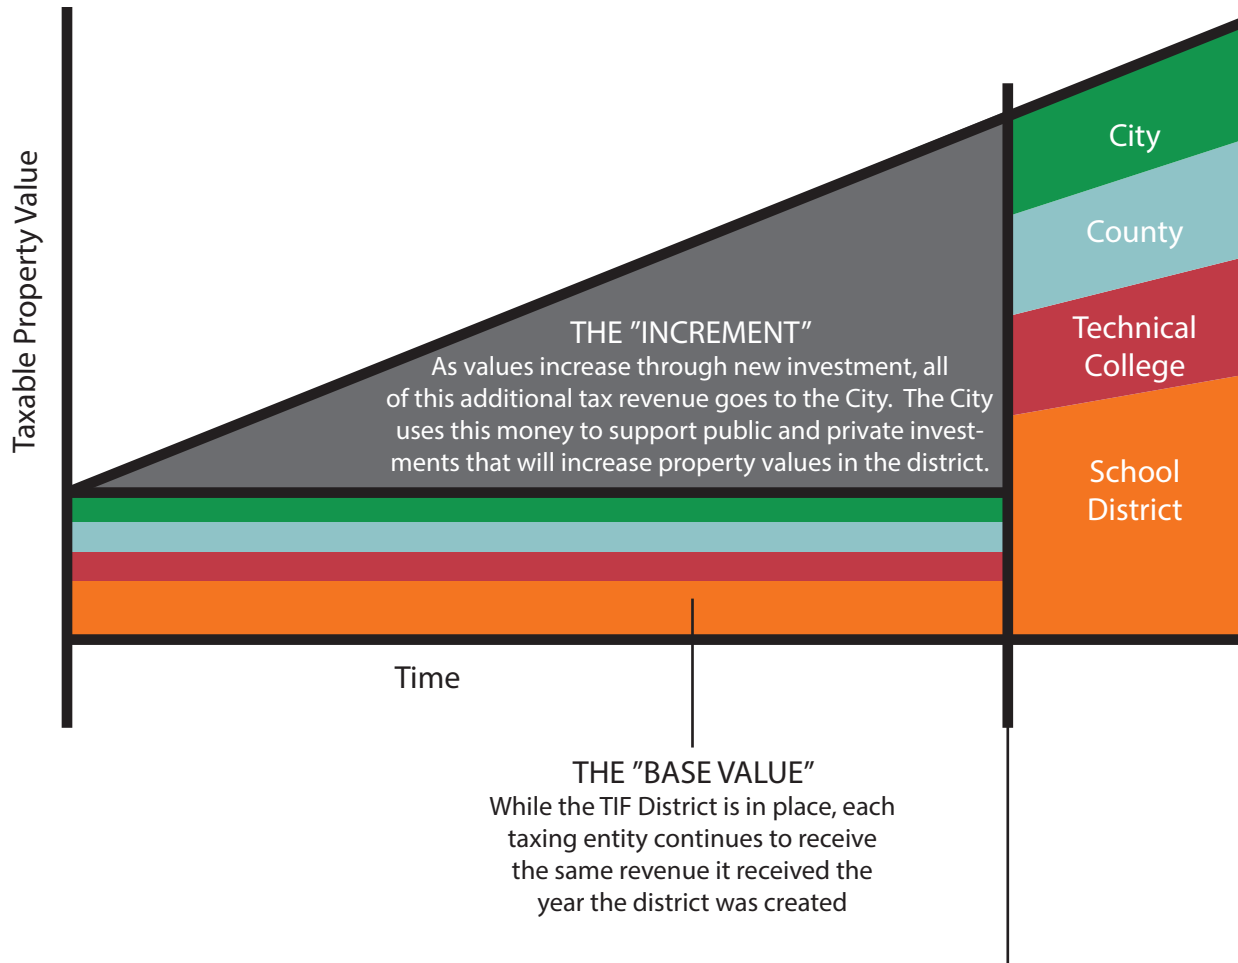 Taxable Property Value
City
County
Technical
College
School
District
THE ”INCREMENT”
As values increase through new investment, all
of this additional tax revenue goes to the City.  The City
uses this money to support public and private invest-
ments that will increase property values in the district.
Time
THE ”BASE VALUE”
While the TIF District is in place, each
taxing entity continues to receive
the same revenue it received the
year the district was created